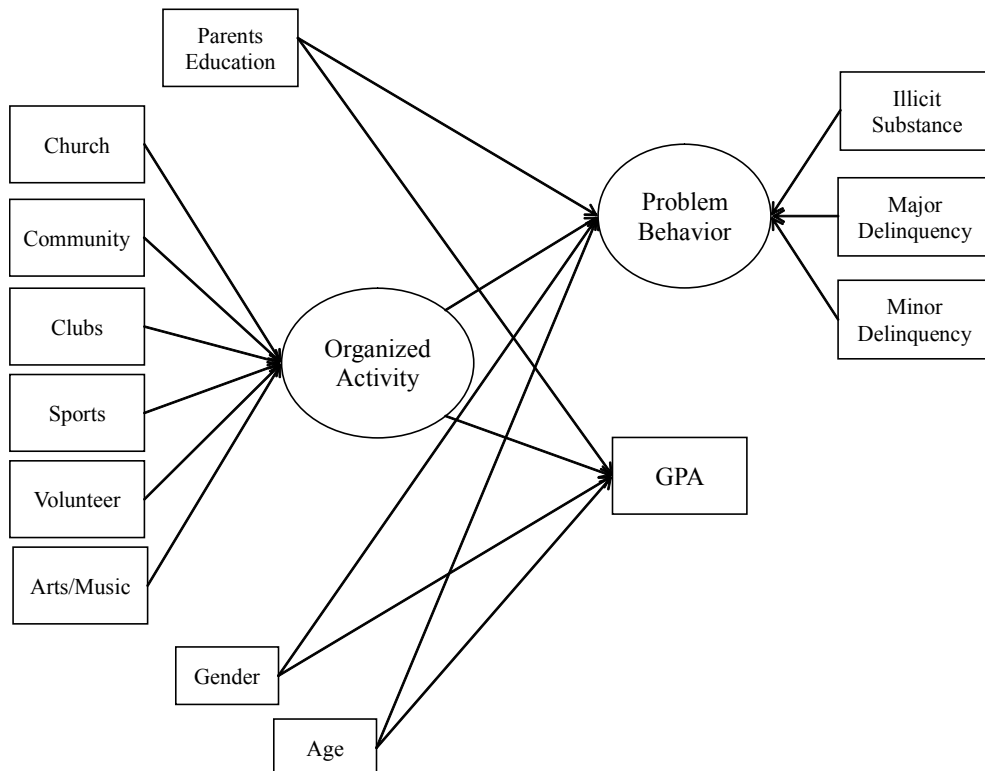 Parents
Education
Church
Community
Clubs
Sports
Volunteer
Arts/Music
Organized
Activity
Gender
Age
Problem
Behavior
GPA
Illicit
Substance
Major
Delinquency
Minor
Delinquency